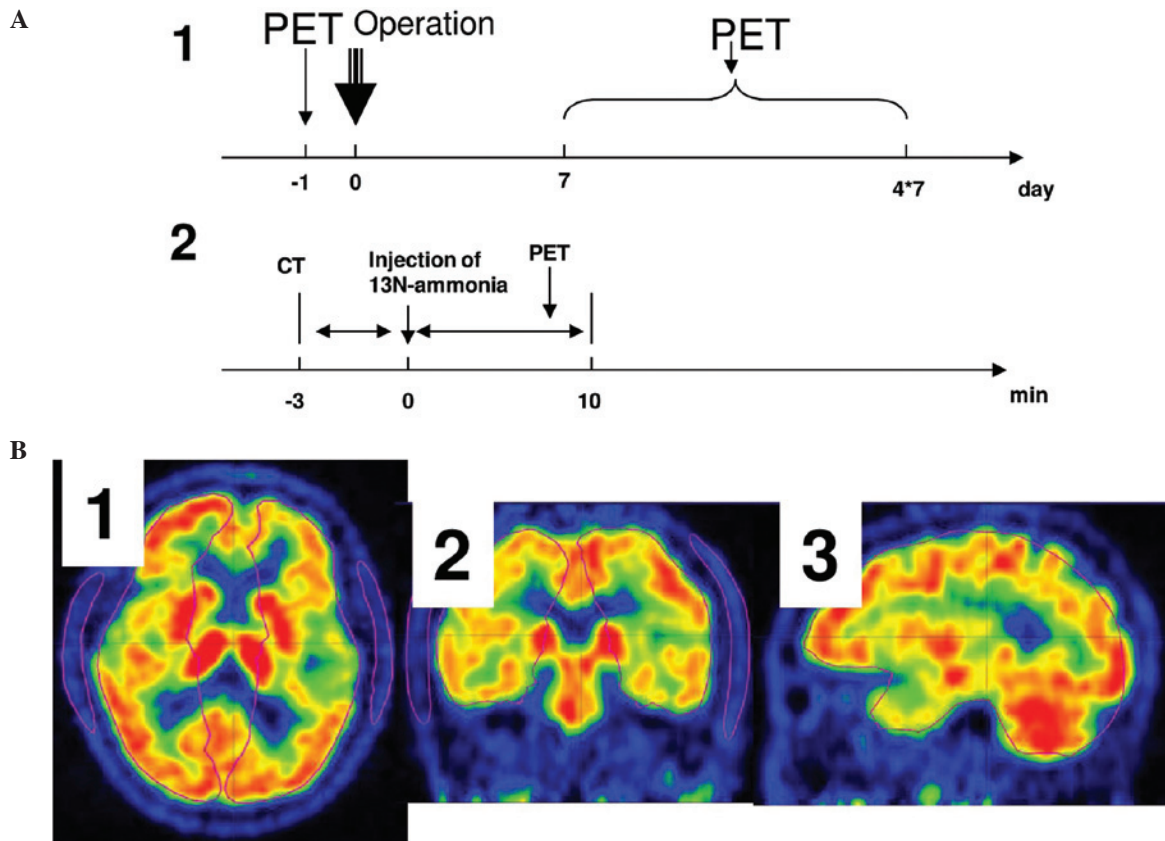 A
1
PET Operation
PET
-1 0 7 4*7 day
2
CT
Injection of
13N-ammonia
PET
-3 0 10 min
B
1
2
3